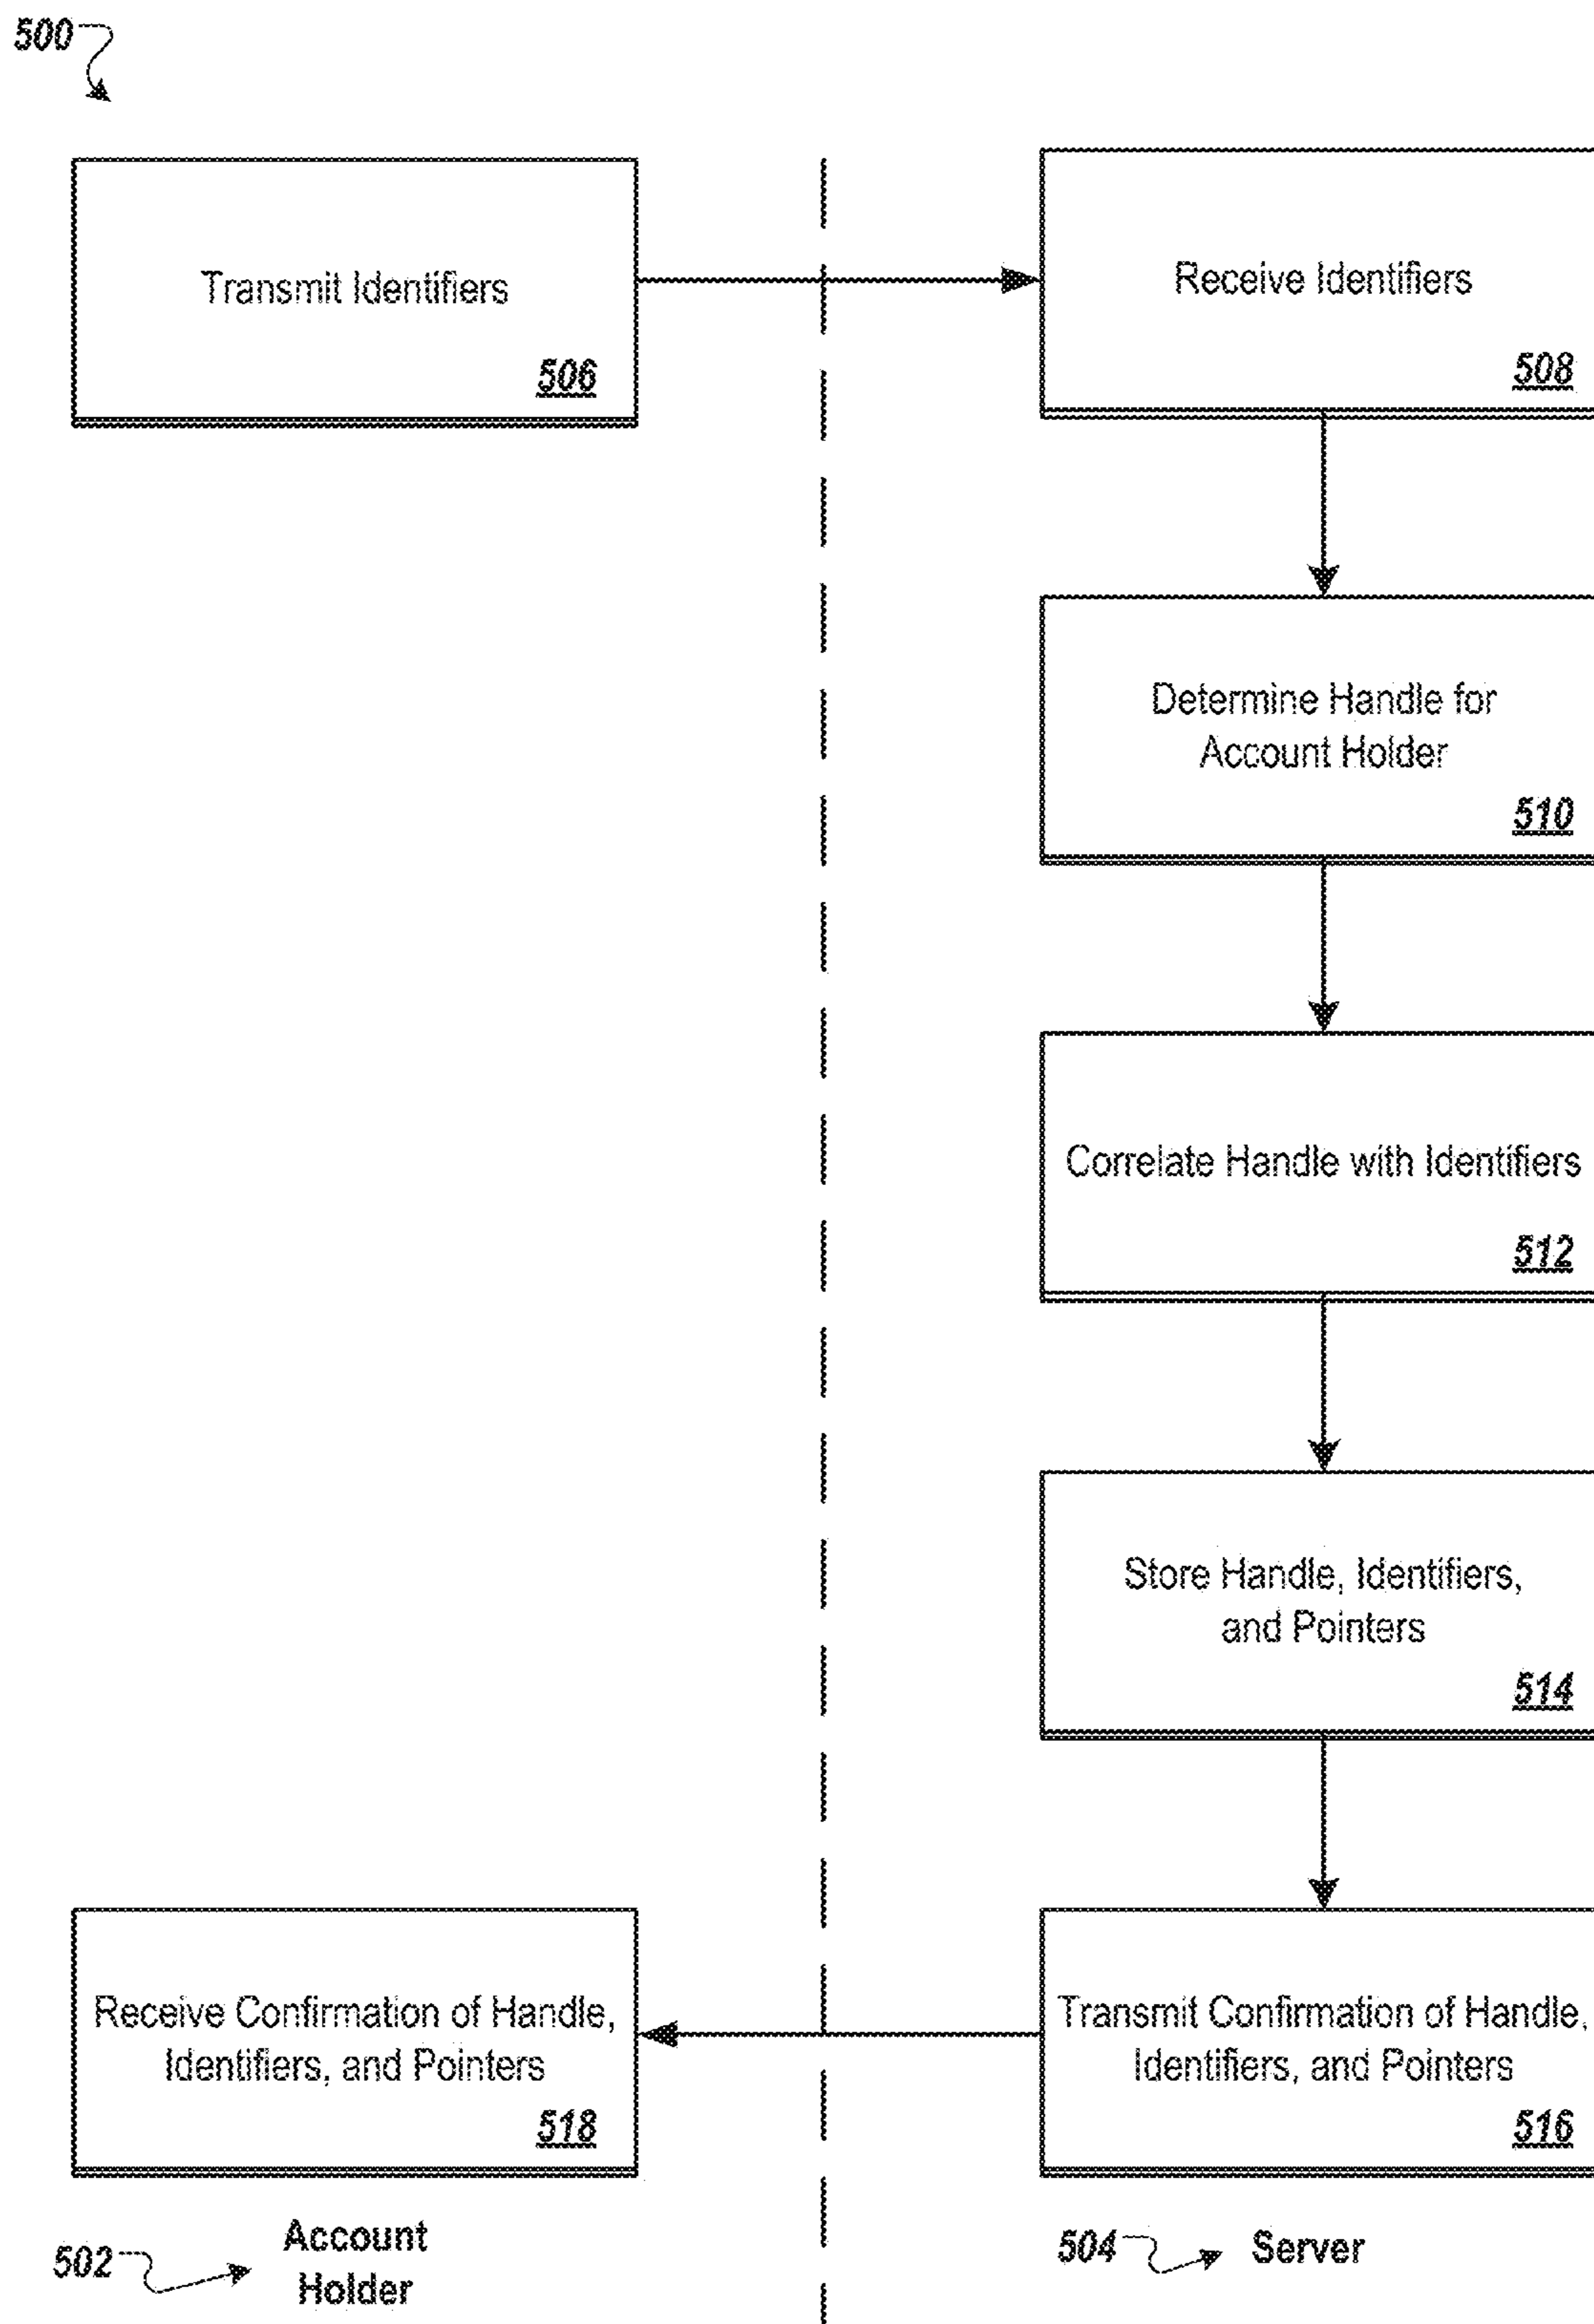 500
Transmit Identifiers
506
Receive Identifiers
508
Determine Handle for
Account Holder
510
Correlate Handle with Identifiers
512
Store Handle, Identifiers,
and Pointers
514
Receive Confirmation of Handle,
Identifiers, and Pointers
518
Transmit Confirmation of Handle,
Identifiers, and Pointers
516
502
Account
Holder
504
Server